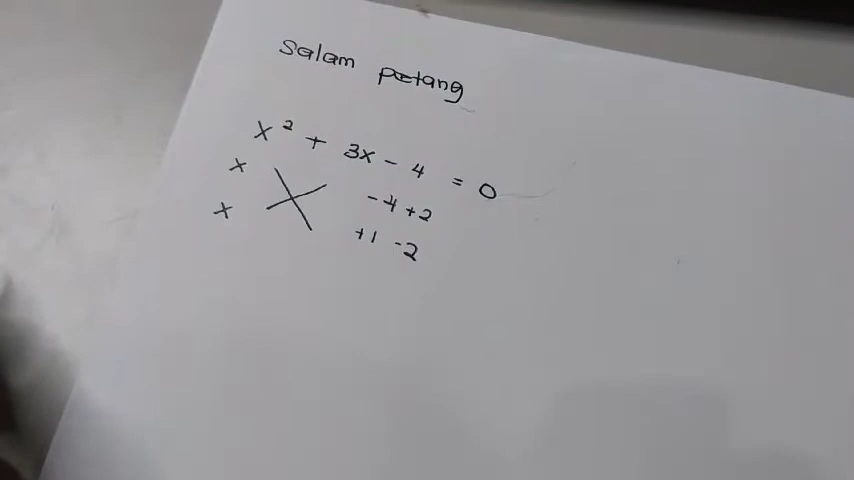 Salam petang
x² + 3x - 4 = 0
x -4 +2
x +1 -2